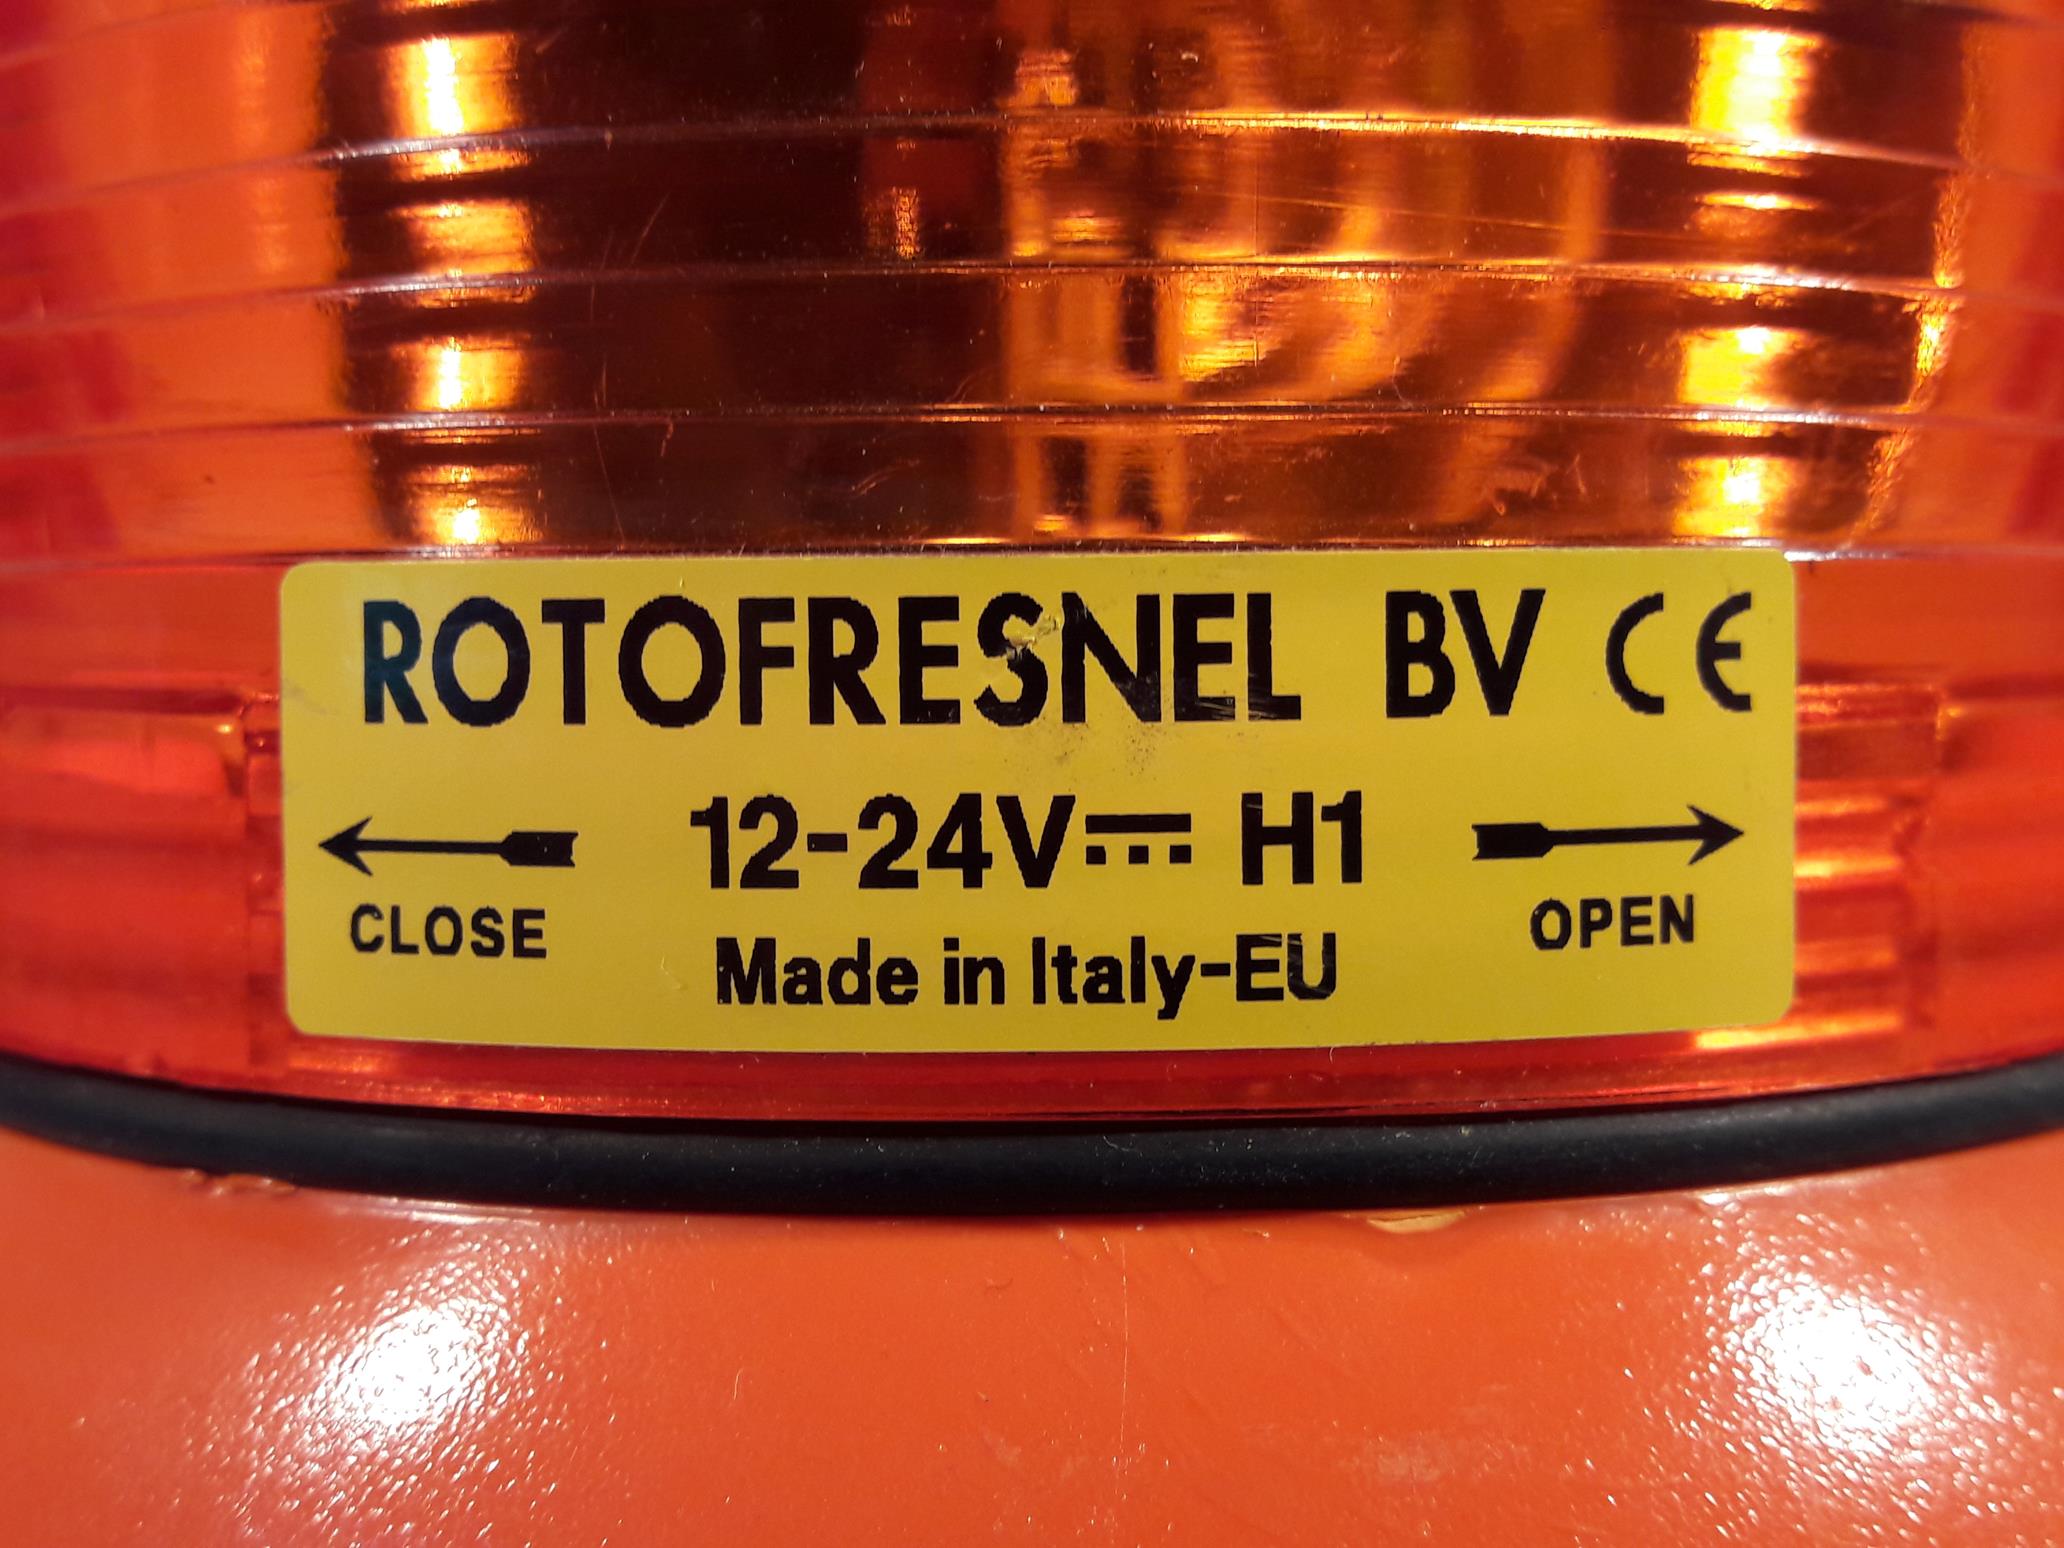 ROTOFRESNEL BV CE
12-24V⎓ H1
CLOSE
OPEN
Made in Italy-EU